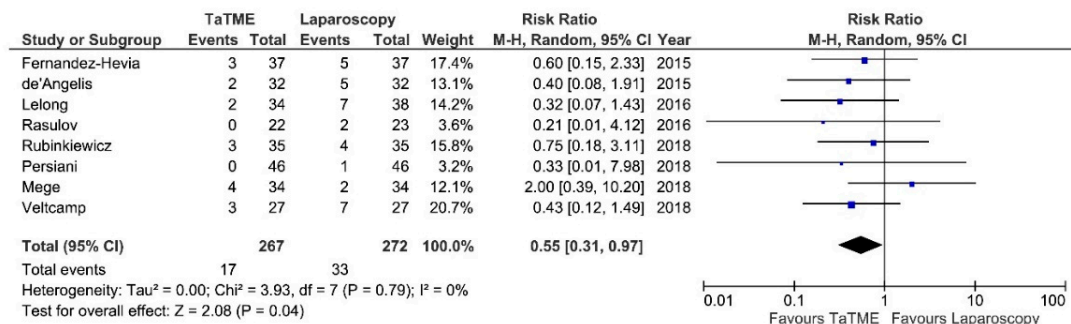 TaTME Laparoscopy Risk Ratio Risk Ratio
Study or Subgroup Events Total Events Total Weight M-H, Random, 95% CI Year M-H, Random, 95% CI
Fernandez-Hevia 3 37 5 37 17.4% 0.60 [0.15, 2.33] 2015
de'Angelis 2 32 5 32 13.1% 0.40 [0.08, 1.91] 2015
Lelong 2 34 7 38 14.2% 0.32 [0.07, 1.43] 2016
Rasulov 0 22 2 23 3.6% 0.21 [0.01, 4.12] 2016
Rubinkiewicz 3 35 4 35 15.8% 0.75 [0.18, 3.11] 2018
Persiani 0 46 1 46 3.2% 0.33 [0.01, 7.98] 2018
Mege 4 34 2 34 12.1% 2.00 [0.39, 10.20] 2018
Veltcamp 3 27 7 27 20.7% 0.43 [0.12, 1.49] 2018
Total (95% CI) 267 272 100.0% 0.55 [0.31, 0.97]
Total events 17 33
Heterogeneity: Tau² = 0.00; Chi² = 3.93, df = 7 (P = 0.79); I² = 0%
Test for overall effect: Z = 2.08 (P = 0.04)
0.01 0.1 1 10 100
Favours TaTME Favours Laparoscopy